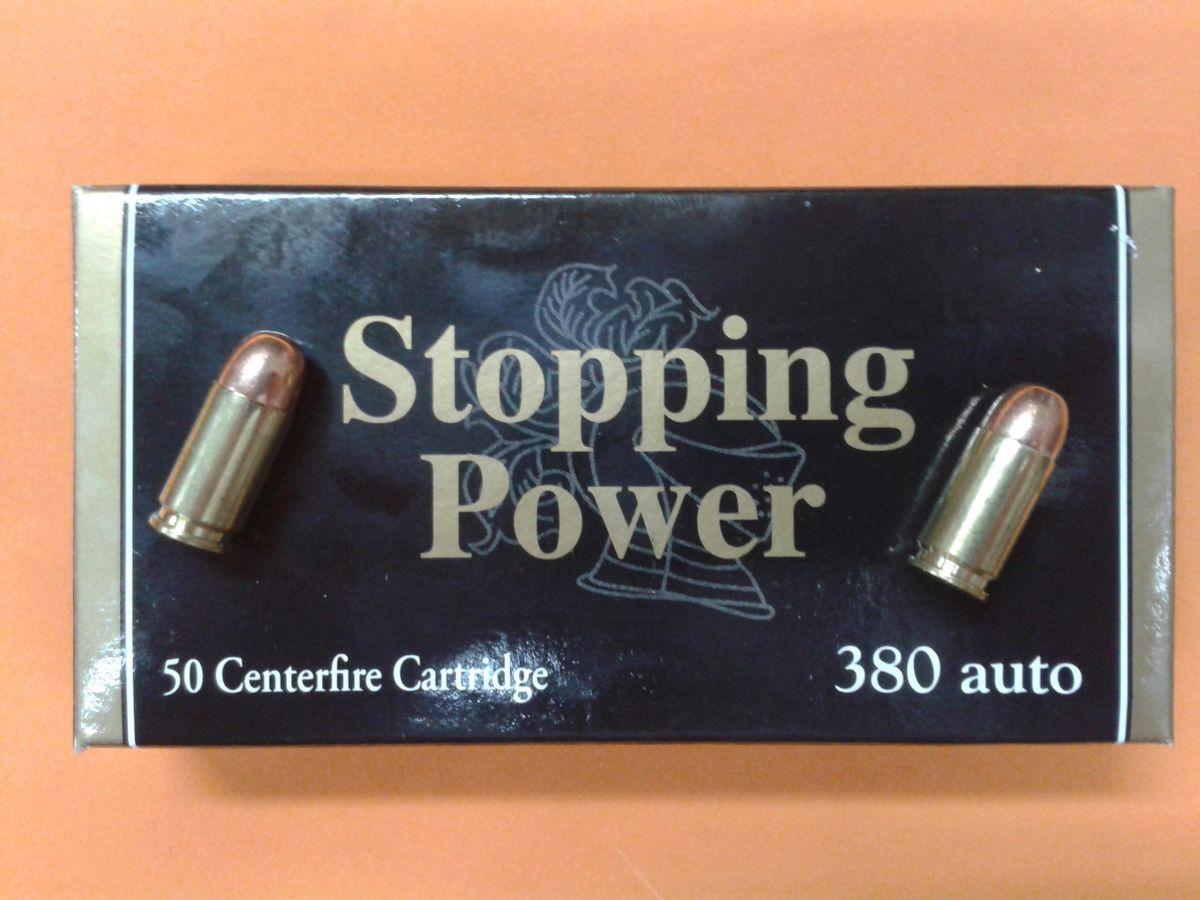 Stopping
Power
50 Centerfire Cartridge
380 auto